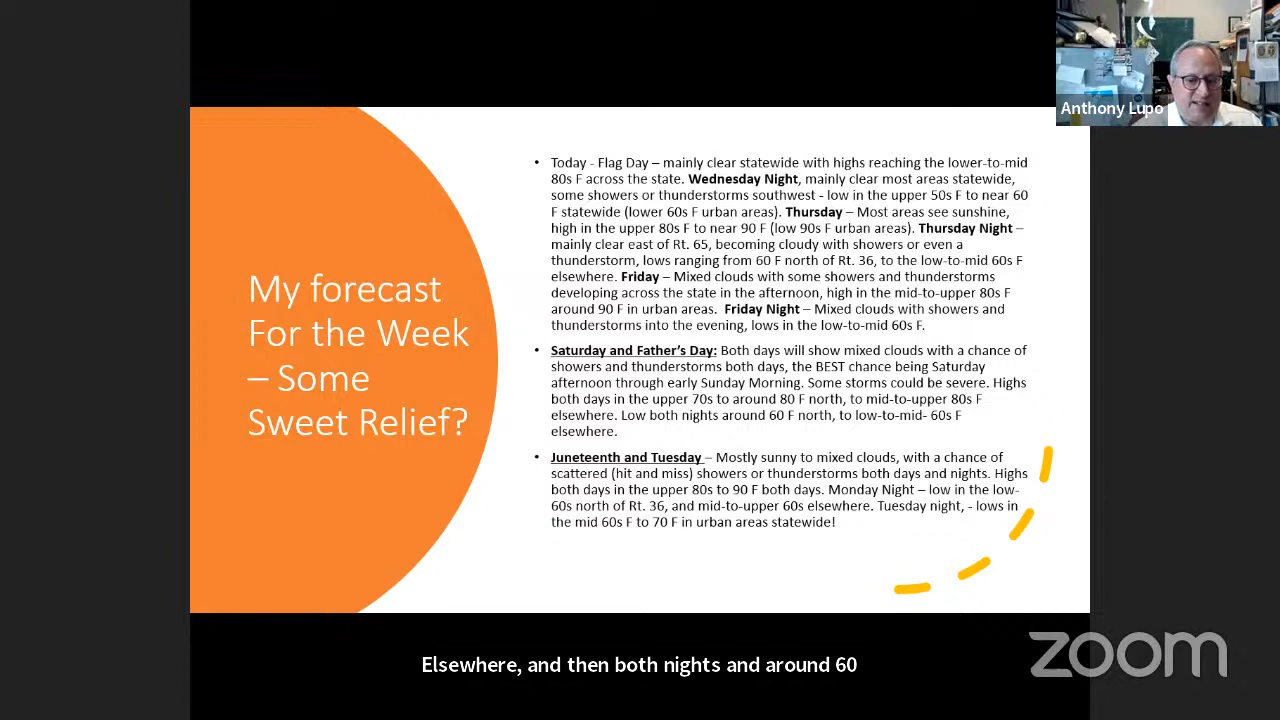 Anthony Lupo
My forecast
For the Week
– Some
Sweet Relief?
• Today - Flag Day – mainly clear statewide with highs reaching the lower-to-mid
80s F across the state. Wednesday Night, mainly clear most areas statewide,
some showers or thunderstorms southwest - low in the upper 50s F to near 60
F statewide (lower 60s F urban areas). Thursday – Most areas see sunshine,
high in the upper 80s F to near 90 F (low 90s F urban areas). Thursday Night –
mainly clear east of Rt. 65, becoming cloudy with showers or even a
thunderstorm, lows ranging from 60 F north of Rt. 36, to the low-to-mid 60s F
elsewhere. Friday – Mixed clouds with some showers and thunderstorms
developing across the state in the afternoon, high in the mid-to-upper 80s F
around 90 F in urban areas. Friday Night – Mixed clouds with showers and
thunderstorms into the evening, lows in the low-to-mid 60s F.
• Saturday and Father's Day: Both days will show mixed clouds with a chance of
showers and thunderstorms both days, the BEST chance being Saturday
afternoon through early Sunday Morning. Some storms could be severe. Highs
both days in the upper 70s to around 80 F north, to mid-to-upper 80s F
elsewhere. Low both nights around 60 F north, to low-to-mid- 60s F
elsewhere.
• Juneteenth and Tuesday – Mostly sunny to mixed clouds, with a chance of
scattered (hit and miss) showers or thunderstorms both days and nights. Highs
both days in the upper 80s to 90 F both days. Monday Night – low in the low-
60s north of Rt. 36, and mid-to-upper 60s elsewhere. Tuesday night, - lows in
the mid 60s F to 70 F in urban areas statewide!
Elsewhere, and then both nights and around 60
zoom